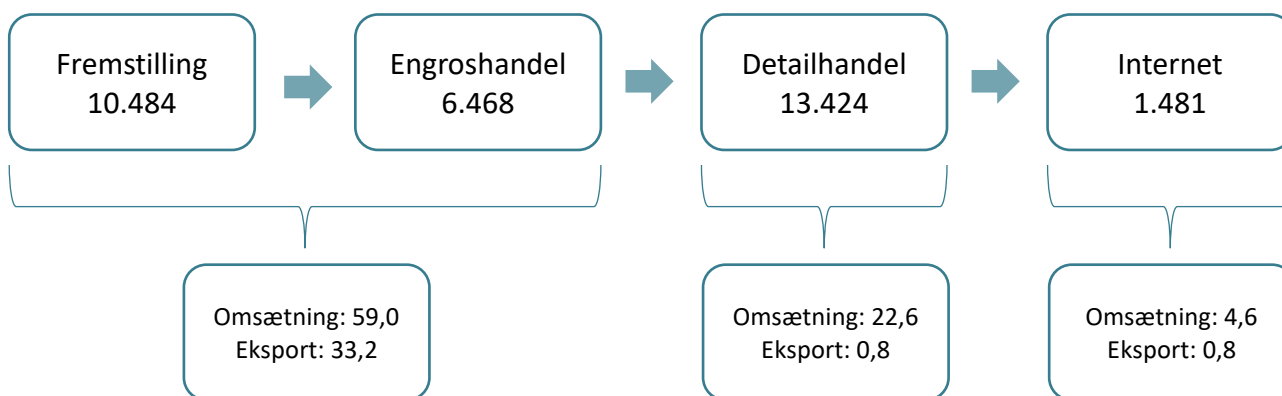 Fremstilling
10.484
Engroshandel
6.468
Detailhandel
13.424
Internet
1.481
Omsætning: 59,0
Eksport: 33,2
Omsætning: 22,6
Eksport: 0,8
Omsætning: 4,6
Eksport: 0,8